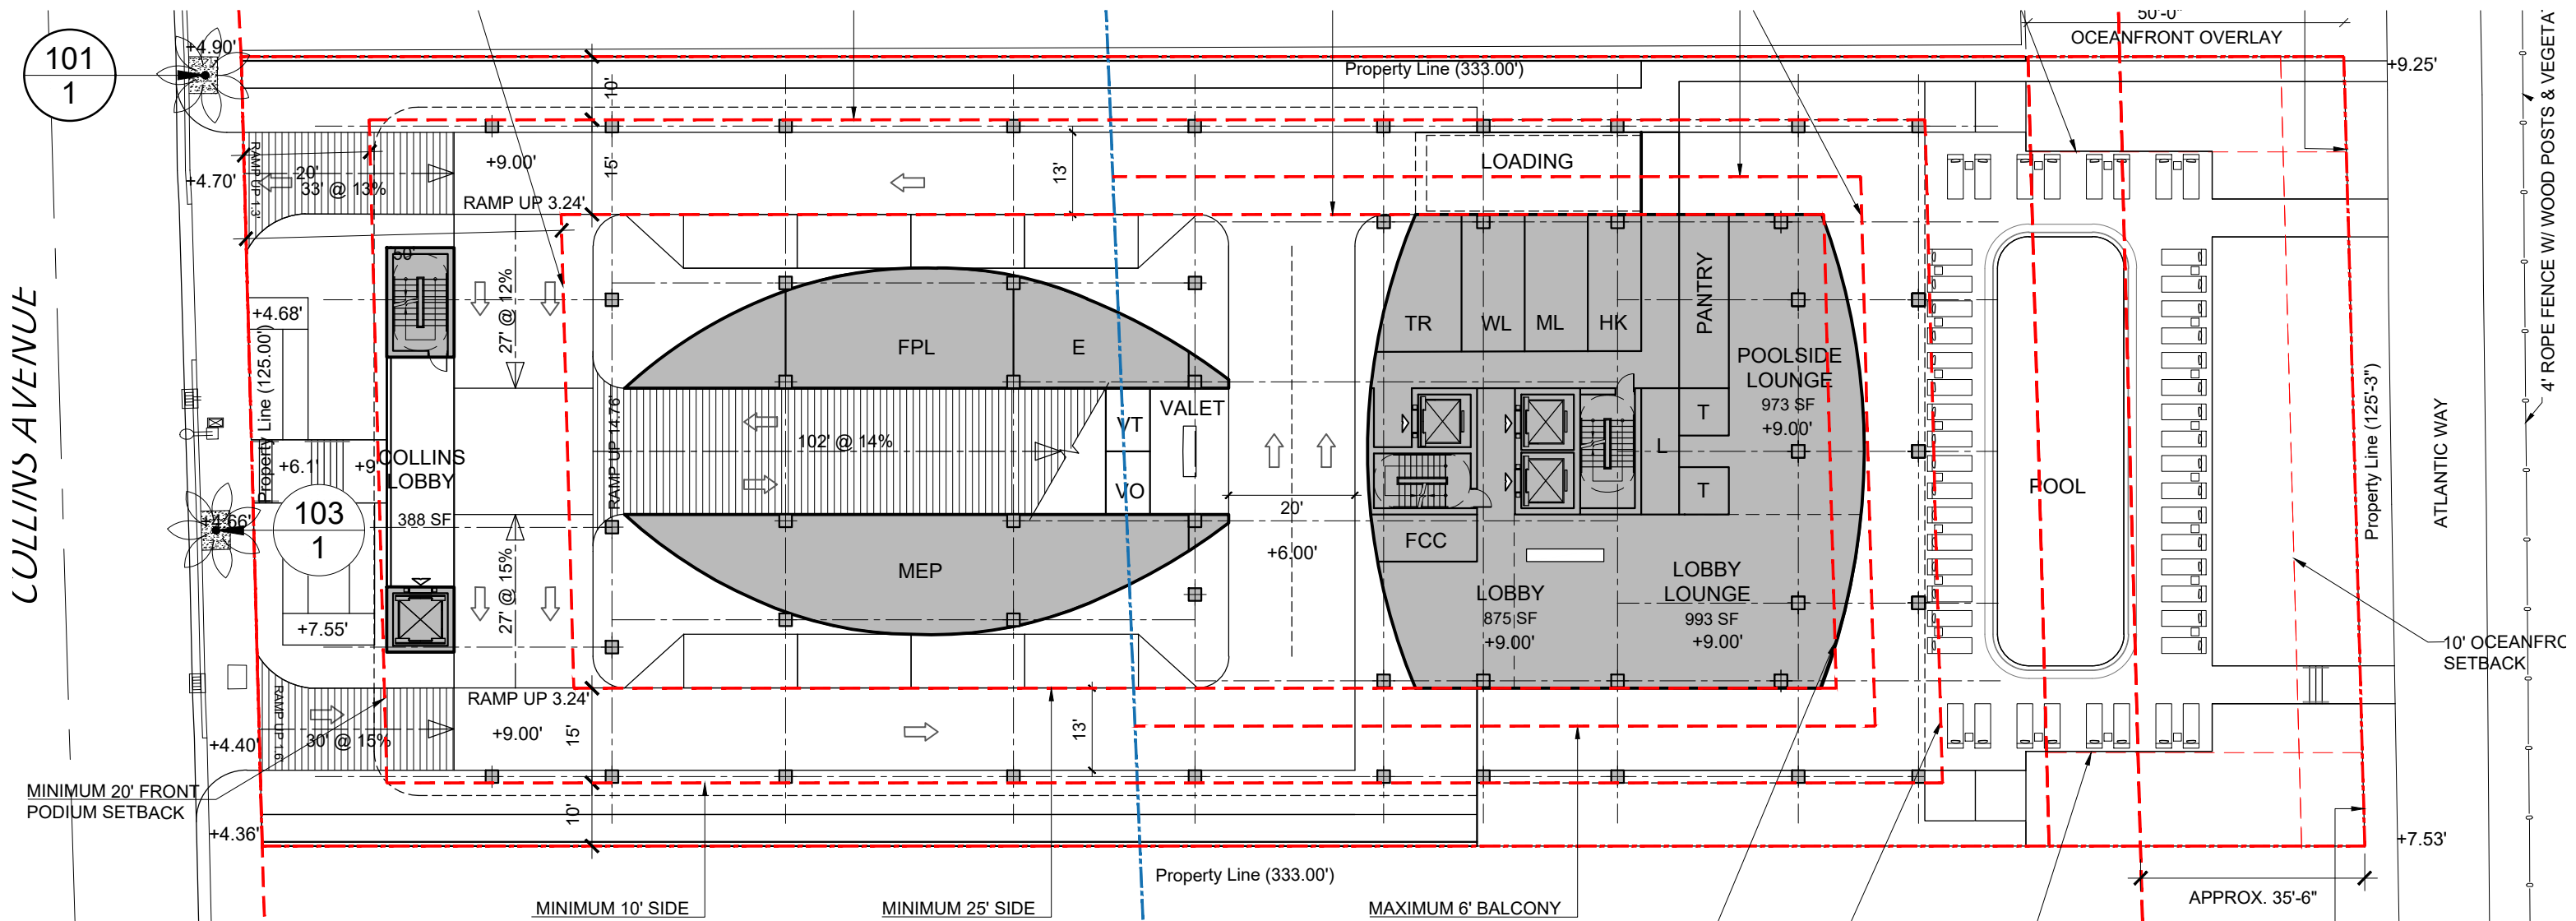 101
1
+4.90'
10'
Property Line (333.00')
50'-0"
OCEANFRONT OVERLAY
+9.25'
4' ROPE FENCE W/ WOOD POSTS & VEGETAT
RAMP UP 1.3'
20'
33' @ 13%
+4.70'
+9.00'
15'
RAMP UP 3.24'
13'
LOADING
50'
27' @ 12%
+4.68'
COLLINS AVENUE
Property Line (125.00')
FPL
E
TR
WL
ML
HK
PANTRY
POOLSIDE
LOUNGE
973 SF
+9.00'
RAMP UP 14.76'
102' @ 14%
VT
VALET
VO
T
L
T
POOL
Property Line (125'-3")
ATLANTIC WAY
+6.1'
+9
COLLINS
LOBBY
388 SF
103
1
+4.66'
20'
+6.00'
FCC
MEP
27' @ 15%
LOBBY
875 SF
+9.00'
LOBBY
LOUNGE
993 SF
+9.00'
+7.55'
10' OCEANFRO
SETBACK
RAMP UP 1.6'
RAMP UP 3.24'
+9.00'
15'
13'
30' @ 15%
+4.40'
MINIMUM 20' FRONT
PODIUM SETBACK
10'
+4.36'
+7.53'
Property Line (333.00')
APPROX. 35'-6"
MINIMUM 10' SIDE
MINIMUM 25' SIDE
MAXIMUM 6' BALCONY